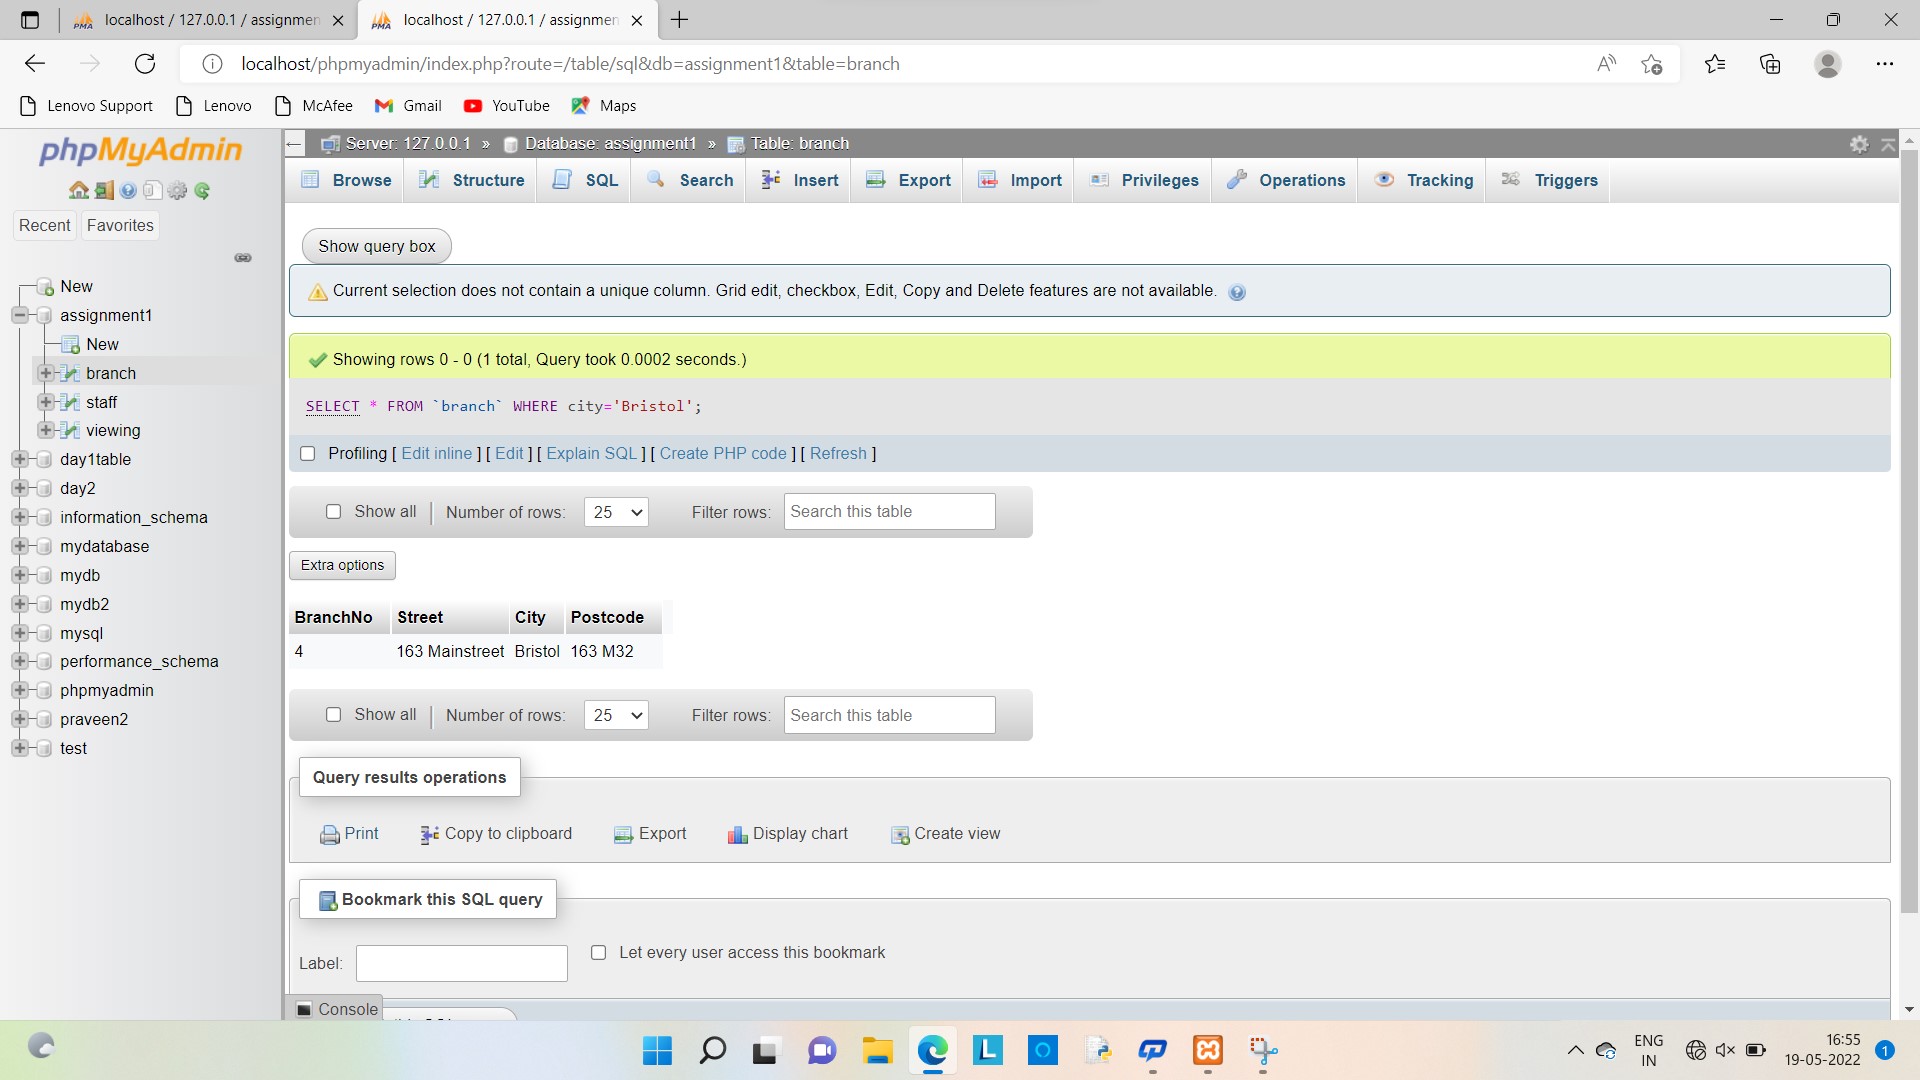 PMA localhost / 127.0.0.1 / assignmen
PMA localhost / 127.0.0.1 / assignmen
localhost/phpmyadmin/index.php?route=/table/sql&db=assignment1&table=branch
Lenovo Support
Lenovo
McAfee
Gmail
YouTube
Maps
phpMyAdmin
Recent
Favorites
New
assignment1
New
branch
staff
viewing
day1table
day2
information_schema
mydatabase
mydb
mydb2
mysql
performance_schema
phpmyadmin
praveen2
test
Server: 127.0.0.1 » Database: assignment1 » Table: branch
Browse
Structure
SQL
Search
Insert
Export
Import
Privileges
Operations
Tracking
Triggers
Show query box
Current selection does not contain a unique column. Grid edit, checkbox, Edit, Copy and Delete features are not available.
Showing rows 0 - 0 (1 total, Query took 0.0002 seconds.)
SELECT * FROM `branch` WHERE city='Bristol';
Profiling [ Edit inline ] [ Edit ] [ Explain SQL ] [ Create PHP code ] [ Refresh ]
Show all | Number of rows: 25 Filter rows: Search this table
Extra options
BranchNo Street City Postcode
4 163 Mainstreet Bristol 163 M32
Show all | Number of rows: 25 Filter rows: Search this table
Query results operations
Print
Copy to clipboard
Export
Display chart
Create view
Bookmark this SQL query
Label:
Let every user access this bookmark
Console
ENG
IN
16:55
19-05-2022
1